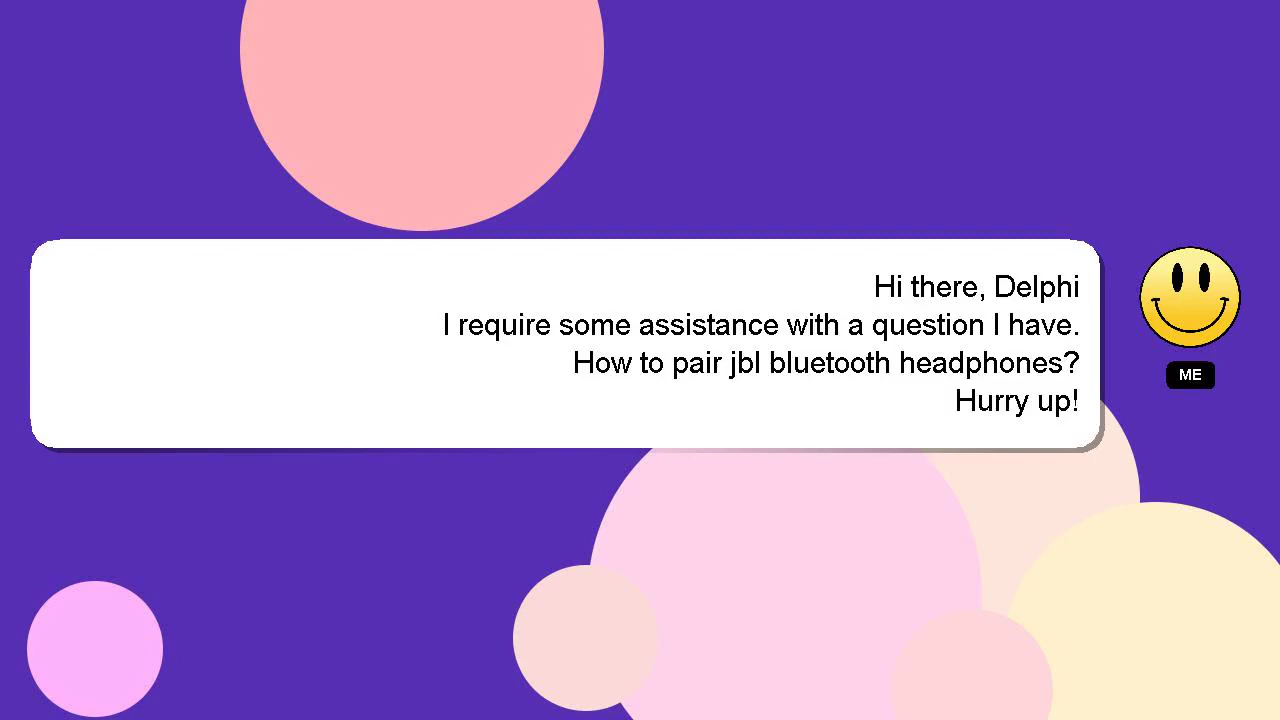 Hi there, Delphi
I require some assistance with a question I have.
How to pair jbl bluetooth headphones?
Hurry up!
ME